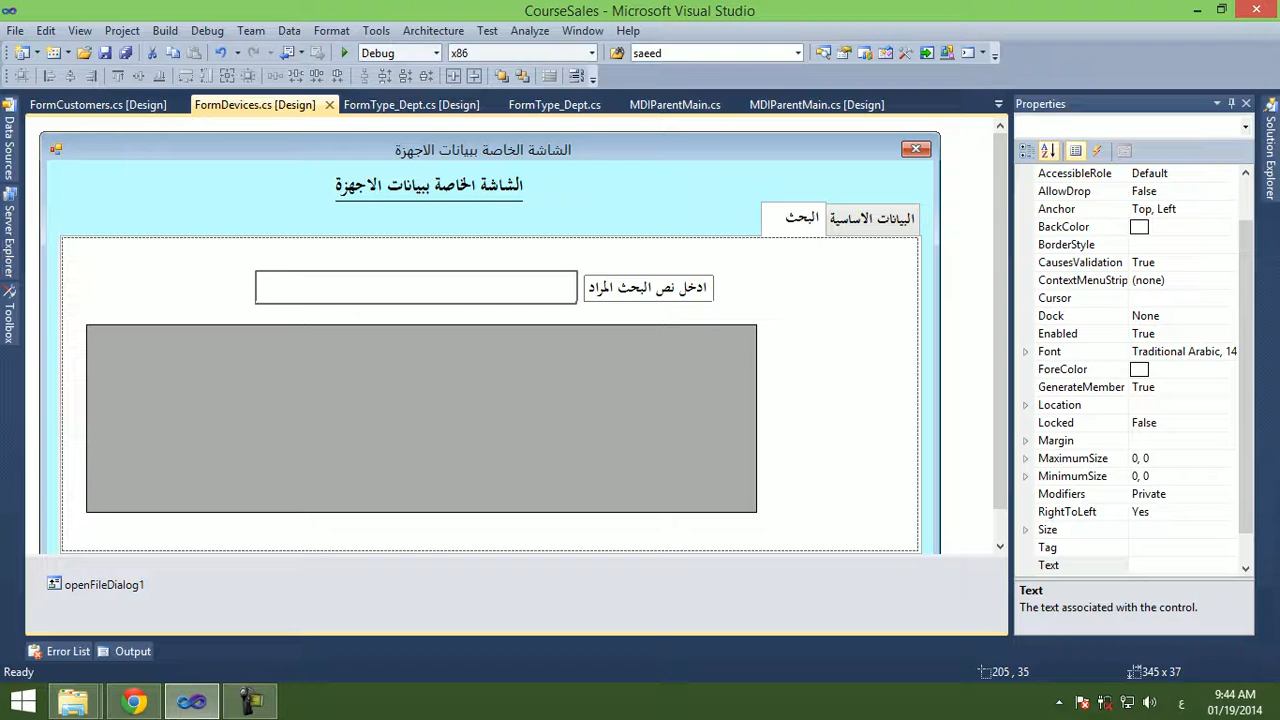 CourseSales - Microsoft Visual Studio
File Edit View Project Build Debug Team Data Format Tools Architecture Test Analyze Window Help
Debug x86 saeed
FormCustomers.cs [Design] FormDevices.cs [Design] FormType_Dept.cs [Design] FormType_Dept.cs MDIParentMain.cs MDIParentMain.cs [Design]
Data Sources
Server Explorer
Toolbox
الشاشة الخاصة ببيانات الاجهزة
الشاشة الخاصة ببيانات الاجهزة
البيانات الاساسية البحث
ادخل نص البحث المراد
openFileDialog1
Properties
AccessibleRole Default
AllowDrop False
Anchor Top, Left
BackColor
BorderStyle
CausesValidation True
ContextMenuStrip (none)
Cursor
Dock None
Enabled True
Font Traditional Arabic, 14
ForeColor
GenerateMember True
Location
Locked False
Margin
MaximumSize 0, 0
MinimumSize 0, 0
Modifiers Private
RightToLeft Yes
Size
Tag
Text
Text
The text associated with the control.
Solution Explorer
Error List Output
Ready 205 , 35 345 x 37
ع 9:44 AM
01/19/2014